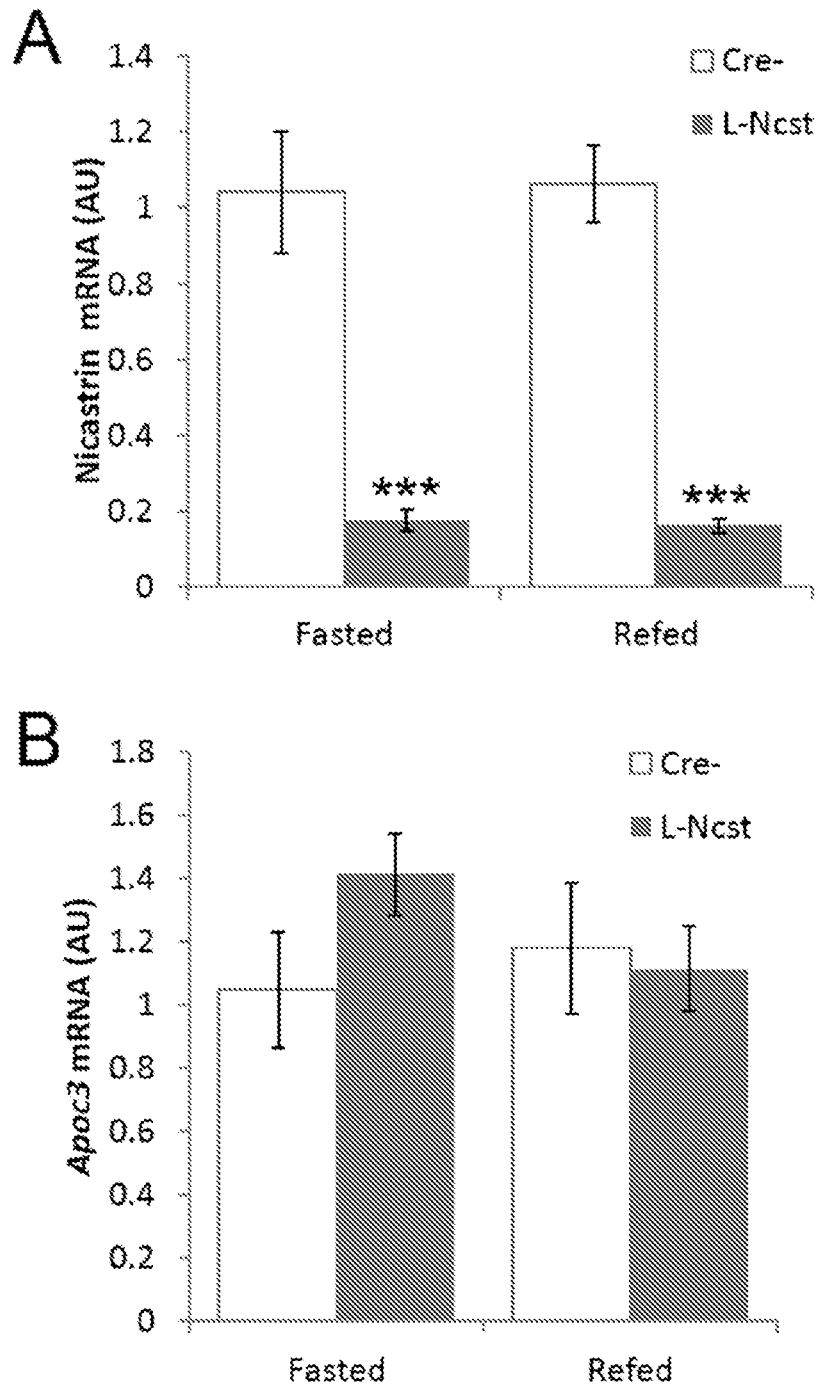 A
Cre-
L-Ncst
Nicastrin mRNA (AU)
1.4
1.2
1
0.8
0.6
0.4
0.2
0
***
***
Fasted Refed
B
Cre-
L-Ncst
Apoc3 mRNA (AU)
1.8
1.6
1.4
1.2
1
0.8
0.6
0.4
0.2
0
Fasted Refed